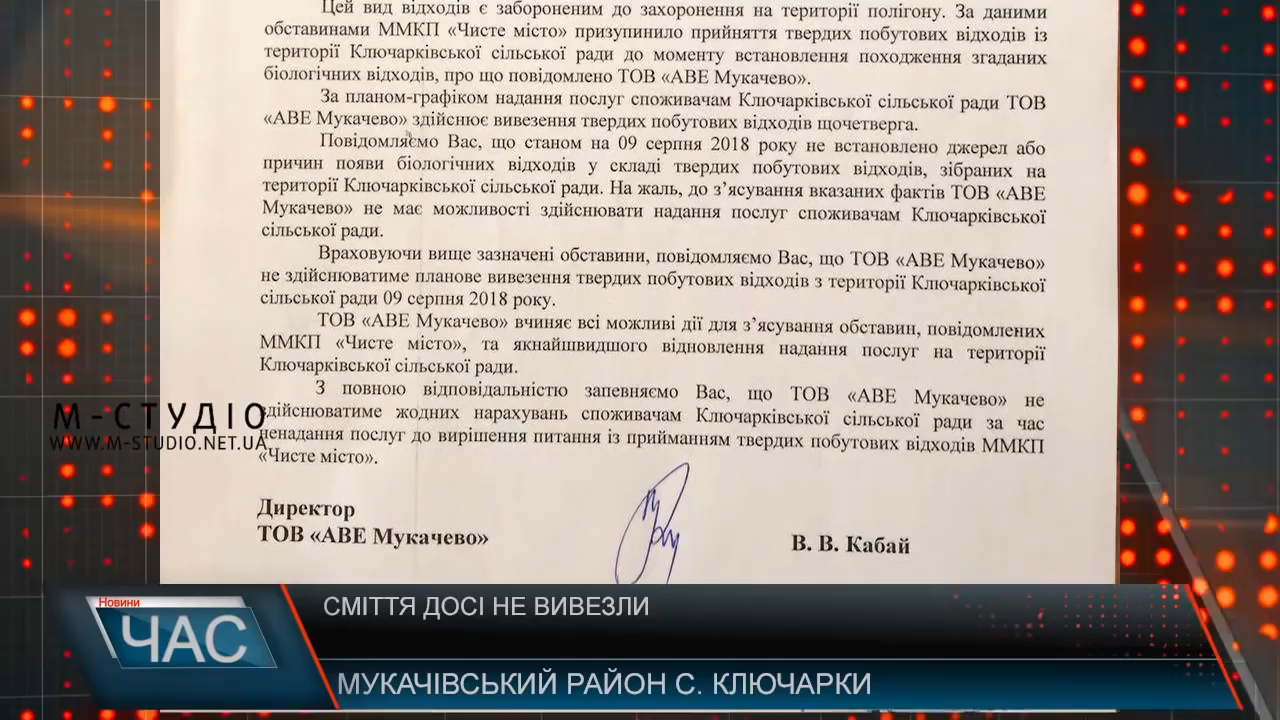 Цей вид відходів є забороненим до захоронення на території полігону. За даними
обставинами ММКП «Чисте місто» призупинило прийняття твердих побутових відходів із
території Ключарківської сільської ради до моменту встановлення походження згаданих
біологічних відходів, про що повідомлено ТОВ «АВЕ Мукачево».
За планом-графіком надання послуг споживачам Ключарківської сільської ради ТОВ
«АВЕ Мукачево» здійснює вивезення твердих побутових відходів щочетверга.
Повідомляємо Вас, що станом на 09 серпня 2018 року не встановлено джерел або
причин появи біологічних відходів у складі твердих побутових відходів, зібраних на
території Ключарківської сільської ради. На жаль, до з’ясування вказаних фактів ТОВ «АВЕ
Мукачево» не має можливості здійснювати надання послуг споживачам Ключарківської
сільської ради.
Враховуючи вище зазначені обставини, повідомляємо Вас, що ТОВ «АВЕ Мукачево»
не здійснюватиме планове вивезення твердих побутових відходів з території Ключарківської
сільської ради 09 серпня 2018 року.
ТОВ «АВЕ Мукачево» вчиняє всі можливі дії для з’ясування обставин, повідомлених
ММКП «Чисте місто», та якнайшвидшого відновлення надання послуг на території
Ключарківської сільської ради.
З повною відповідальністю запевняємо Вас, що ТОВ «АВЕ Мукачево» не
здійснюватиме жодних нарахувань споживачам Ключарківської сільської ради за час
ненадання послуг до вирішення питання із прийманням твердих побутових відходів ММКП
«Чисте місто».
М-СТУДІО
WWW.M-STUDIO.NET.UA
Директор
ТОВ «АВЕ Мукачево»
В. В. Кабай
Новини
ЧАС
СМІТТЯ ДОСІ НЕ ВИВЕЗЛИ
МУКАЧІВСЬКИЙ РАЙОН С. КЛЮЧАРКИ